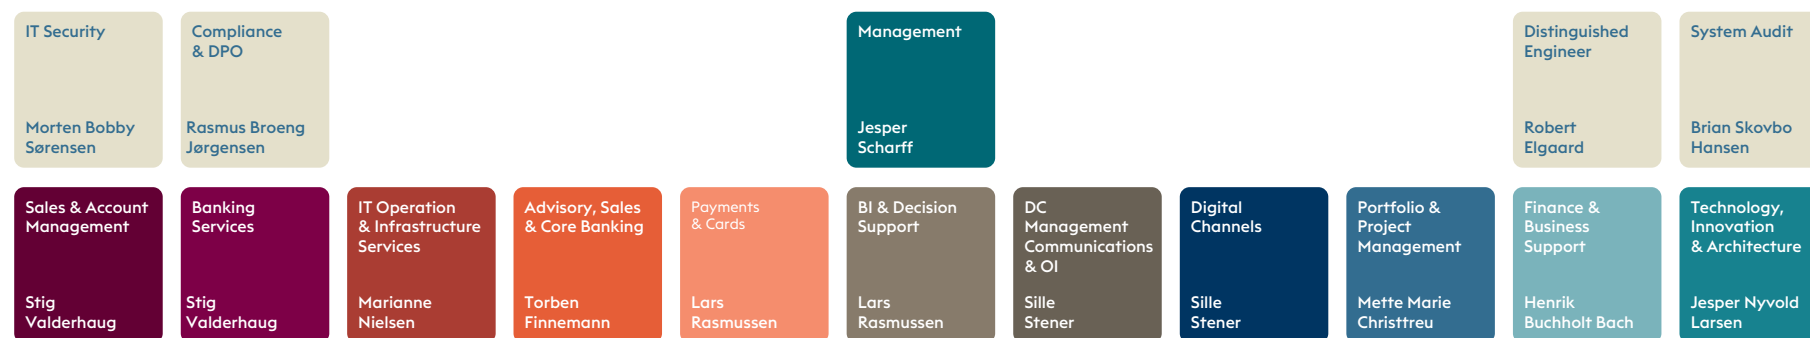 IT Security
Morten Bobby
Sørensen
Compliance
& DPO
Rasmus Broeng
Jørgensen
Management
Jesper
Scharff
Distinguished
Engineer
Robert
Elgaard
System Audit
Brian Skovbo
Hansen
Sales & Account
Management
Stig
Valderhaug
Banking
Services
Stig
Valderhaug
IT Operation
& Infrastructure
Services
Marianne
Nielsen
Advisory, Sales
& Core Banking
Torben
Finnemann
Payments
& Cards
Lars
Rasmussen
BI & Decision
Support
Lars
Rasmussen
DC
Management
Communications
& OI
Sille
Stener
Digital
Channels
Sille
Stener
Portfolio &
Project
Management
Mette Marie
Christtreu
Finance &
Business
Support
Henrik
Buchholt Bach
Technology,
Innovation
& Architecture
Jesper Nyvold
Larsen